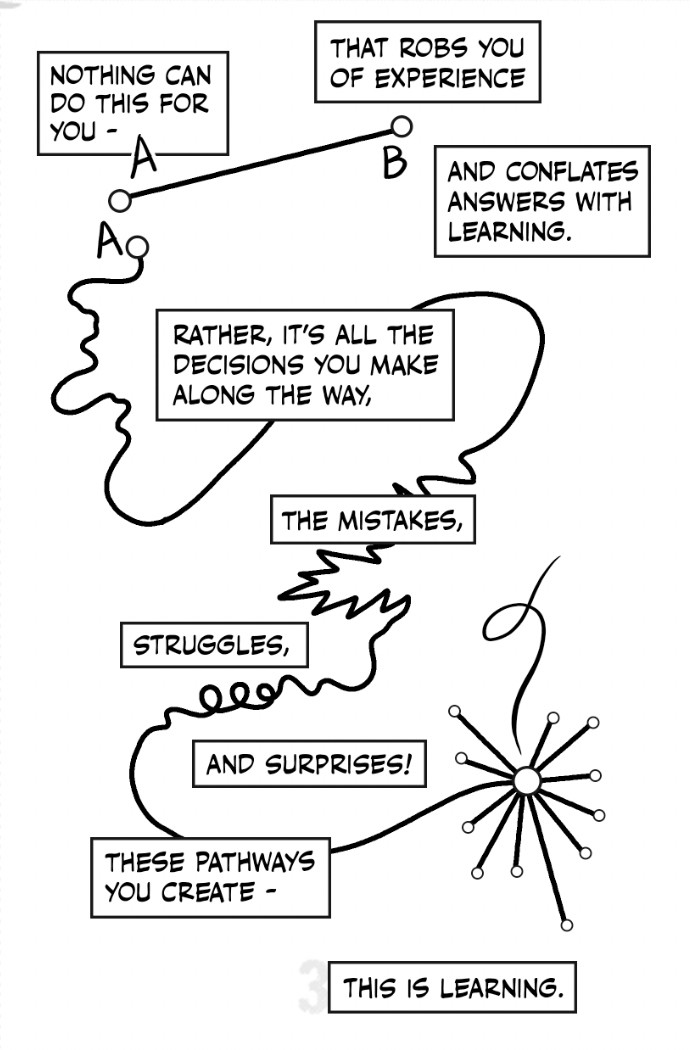 NOTHING CAN
DO THIS FOR
YOU -
THAT ROBS YOU
OF EXPERIENCE
A
B
AND CONFLATES
ANSWERS WITH
LEARNING.
A
RATHER, IT'S ALL THE
DECISIONS YOU MAKE
ALONG THE WAY,
THE MISTAKES,
STRUGGLES,
AND SURPRISES!
THESE PATHWAYS
YOU CREATE -
3
THIS IS LEARNING.